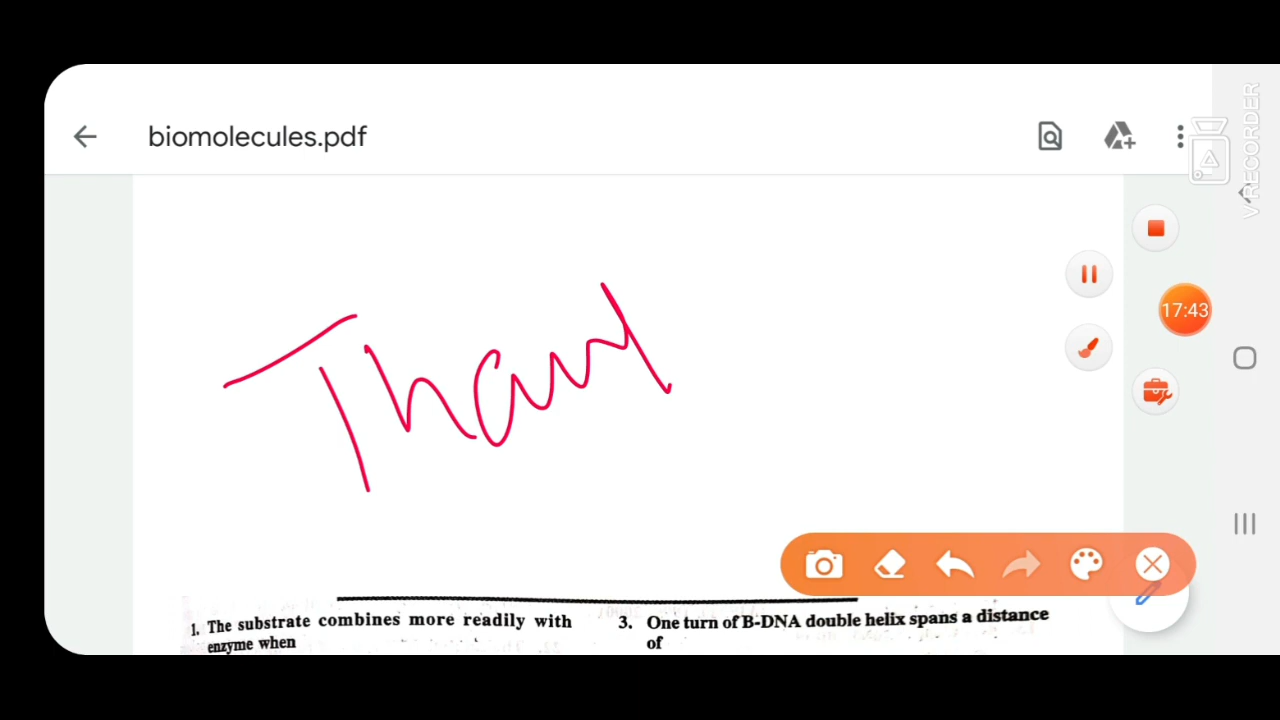 biomolecules.pdf
V RECORDER
17:43
Than
1. The substrate combines more readily with
enzyme when
3. One turn of B-DNA double helix spans a distance
of